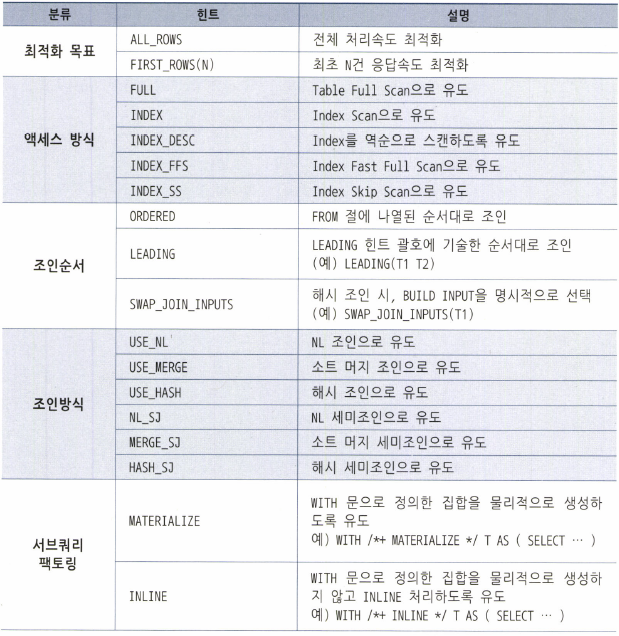 분류 힌트 설명
최적화 목표
ALL_ROWS 전체 처리속도 최적화
FIRST_ROWS(N) 최초 N건 응답속도 최적화
액세스 방식
FULL Table Full Scan으로 유도
INDEX Index Scan으로 유도
INDEX_DESC Index를 역순으로 스캔하도록 유도
INDEX_FFS Index Fast Full Scan으로 유도
INDEX_SS Index Skip Scan으로 유도
조인순서
ORDERED FROM 절에 나열된 순서대로 조인
LEADING
LEADING 힌트 괄호에 기술한 순서대로 조인
(예) LEADING(T1 T2)
SWAP_JOIN_INPUTS
해시 조인 시, BUILD INPUT을 명시적으로 선택
(예) SWAP_JOIN_INPUTS(T1)
조인방식
USE_NL NL 조인으로 유도
USE_MERGE 소트 머지 조인으로 유도
USE_HASH 해시 조인으로 유도
NL_SJ NL 세미조인으로 유도
MERGE_SJ 소트 머지 세미조인으로 유도
HASH_SJ 해시 세미조인으로 유도
서브쿼리
팩토링
MATERIALIZE
WITH 문으로 정의한 집합을 물리적으로 생성하
도록 유도
예) WITH /*+ MATERIALIZE */ T AS ( SELECT … )
INLINE
WITH 문으로 정의한 집합을 물리적으로 생성하
지 않고 INLINE 처리하도록 유도
예) WITH /*+ INLINE */ T AS ( SELECT … )